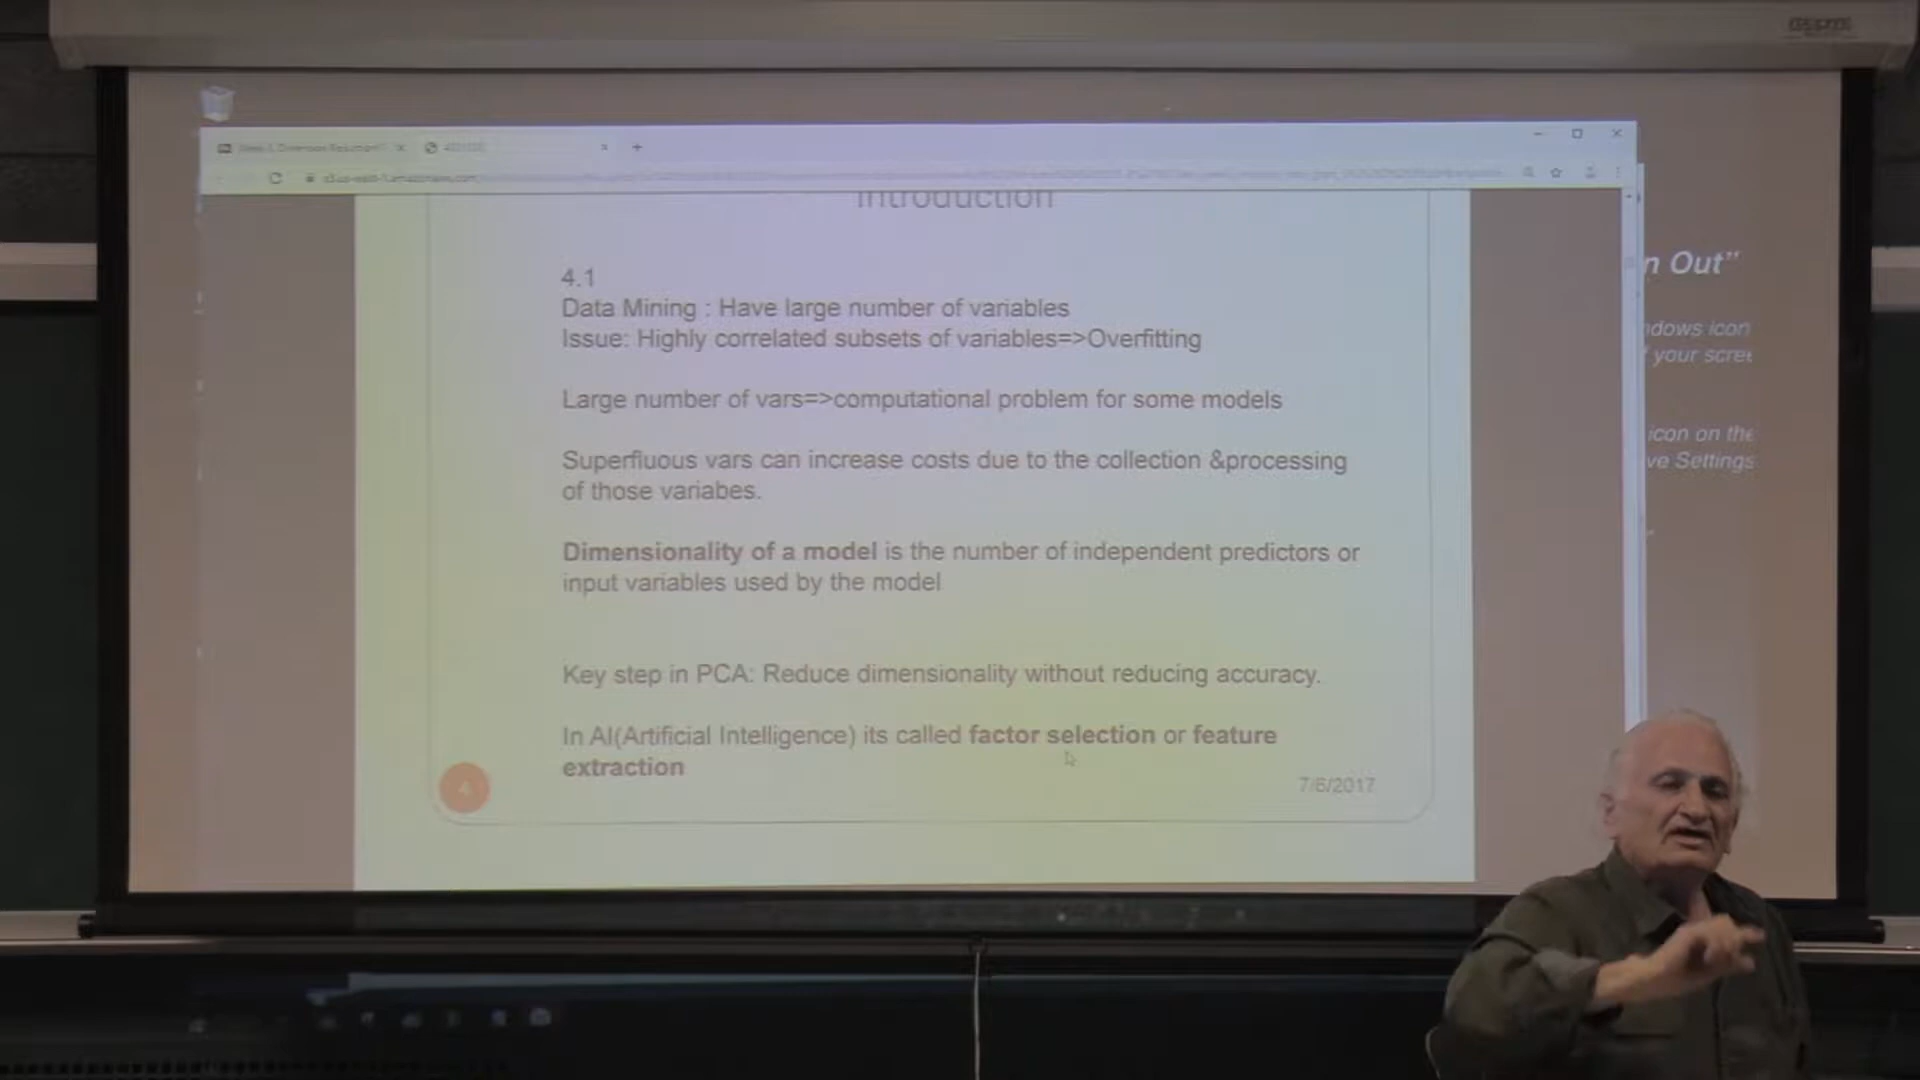 Introduction
4.1
Data Mining : Have large number of variables
Issue: Highly correlated subsets of variables=>Overfitting
Large number of vars=>computational problem for some models
Superfluous vars can increase costs due to the collection &processing
of those variabes.
Dimensionality of a model is the number of independent predictors or
input variables used by the model
Key step in PCA: Reduce dimensionality without reducing accuracy.
In AI(Artificial Intelligence) its called factor selection or feature
extraction
4
7/6/2017
n Out"
ndows icon
your scree
icon on the
ve Settings